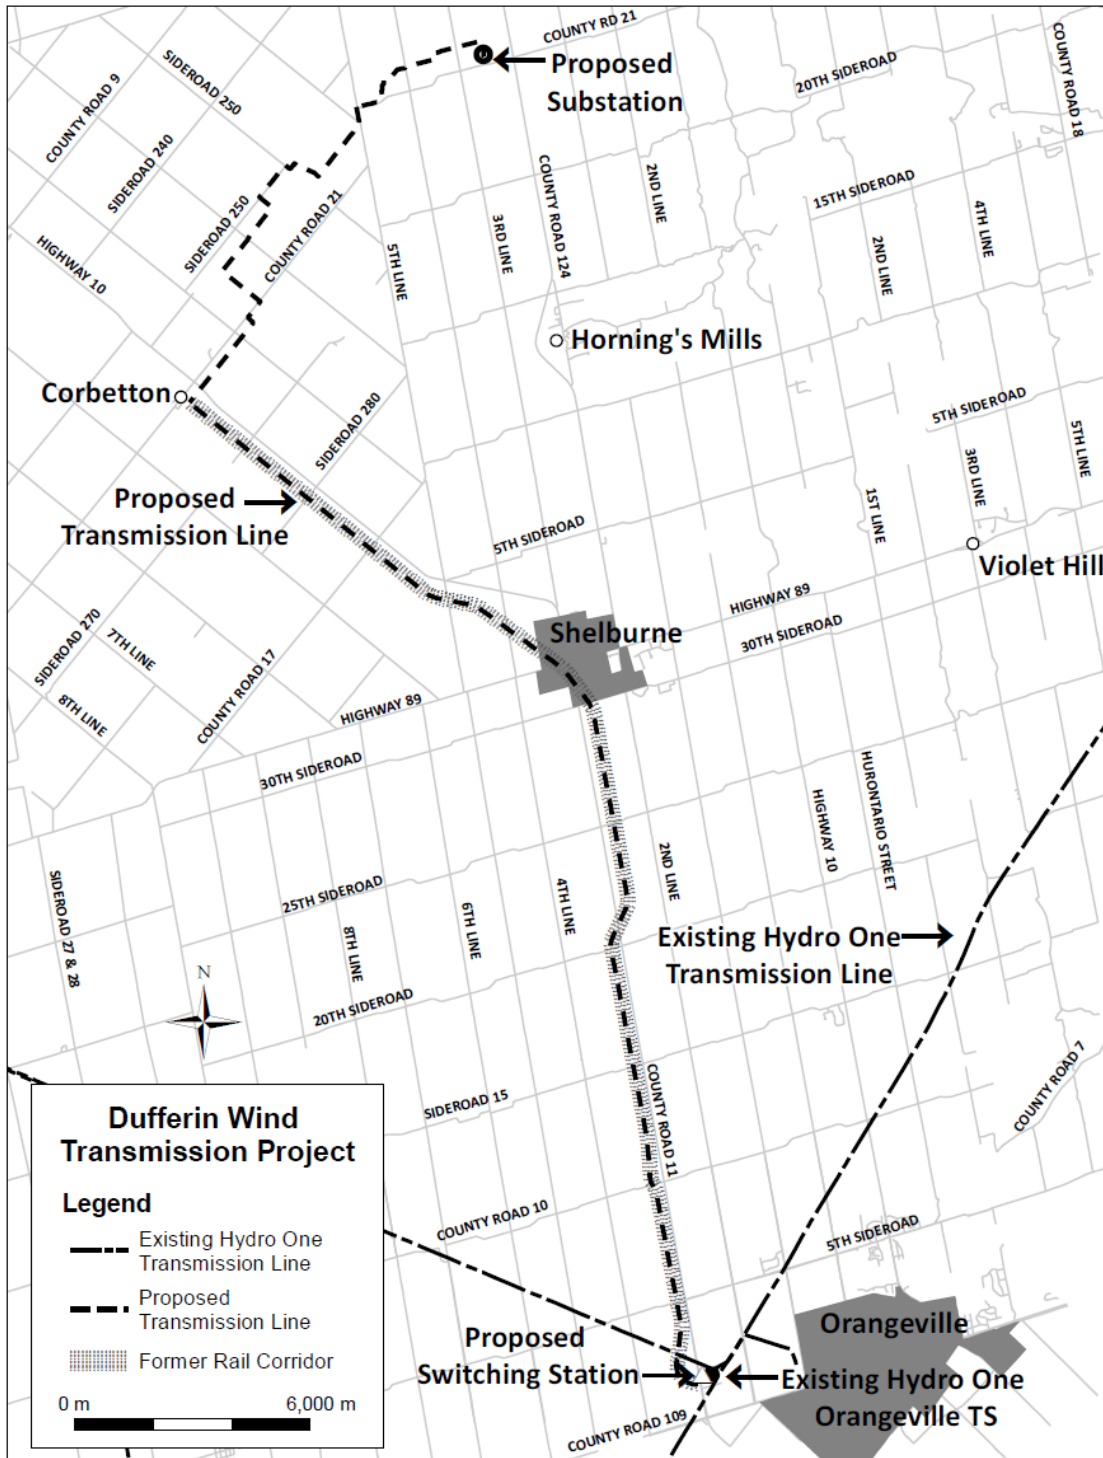 COUNTY RD 21
Proposed
Substation
20TH SIDEROAD
COUNTY ROAD 18
SIDEROAD 250
COUNTY ROAD 9
SIDEROAD 240
SIDEROAD 250
COUNTY ROAD 21
HIGHWAY 10
5TH LINE
3RD LINE
COUNTY ROAD 124
2ND LINE
15TH SIDEROAD
2ND LINE
4TH LINE
Horning's Mills
Corbetton
SIDEROAD 280
5TH SIDEROAD
3RD LINE
5TH LINE
Proposed
Transmission Line
5TH SIDEROAD
1ST LINE
Violet Hill
HIGHWAY 89
30TH SIDEROAD
Shelburne
SIDEROAD 270
7TH LINE
8TH LINE
COUNTY ROAD 17
HIGHWAY 89
30TH SIDEROAD
HIGHWAY 10
HURONTARIO STREET
SIDEROAD 27 & 28
25TH SIDEROAD
8TH LINE
6TH LINE
4TH LINE
2ND LINE
Existing Hydro One
Transmission Line
N
20TH SIDEROAD
SIDEROAD 15
COUNTY ROAD 11
COUNTY ROAD 7
COUNTY ROAD 10
5TH SIDEROAD
Orangeville
Proposed
Switching Station
Existing Hydro One
Orangeville TS
COUNTY ROAD 109
Dufferin Wind
Transmission Project
Legend
Existing Hydro One
Transmission Line
Proposed
Transmission Line
Former Rail Corridor
0 m 6,000 m